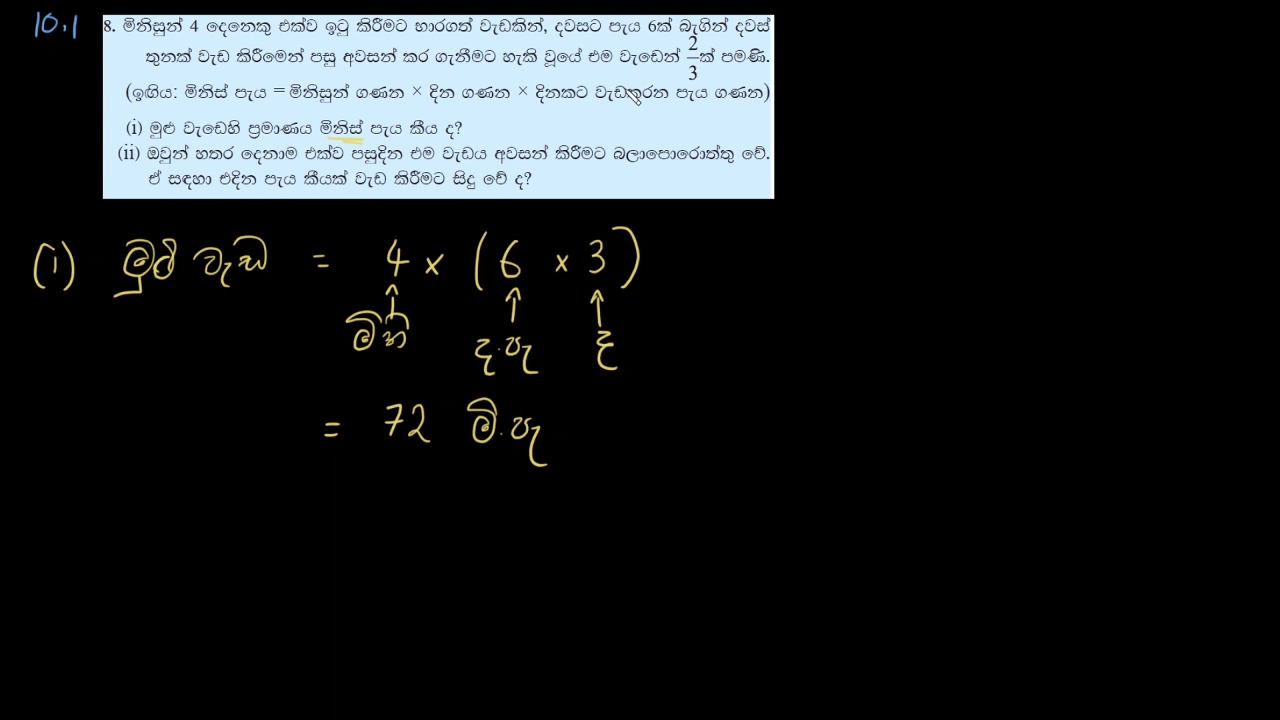 10.1
8. මිනිසුන් 4 දෙනෙකු එක්ව ඉටු කිරීමට භාරගත් වැඩකින්, දවසට පැය 6ක් බැගින් දවස්
තුනක් වැඩ කිරීමෙන් පසු අවසන් කර ගැනීමට හැකි වූයේ එම වැඩෙන් 2/3ක් පමණි.
(ඉඟිය: මිනිස් පැය = මිනිසුන් ගණන × දින ගණන × දිනකට වැඩකරන පැය ගණන)
(i) මුළු වැඩෙහි ප්‍රමාණය මිනිස් පැය කීය ද?
(ii) ඔවුන් හතර දෙනාම එක්ව පසුදින එම වැඩය අවසන් කිරීමට බලාපොරොත්තු වේ.
ඒ සඳහා එදින පැය කීයක් වැඩ කිරීමට සිදු වේ ද?
(i) මුළු වැඩ = 4 × (6 × 3)
මින් ද.පැ ද
= 72 මි.පැ